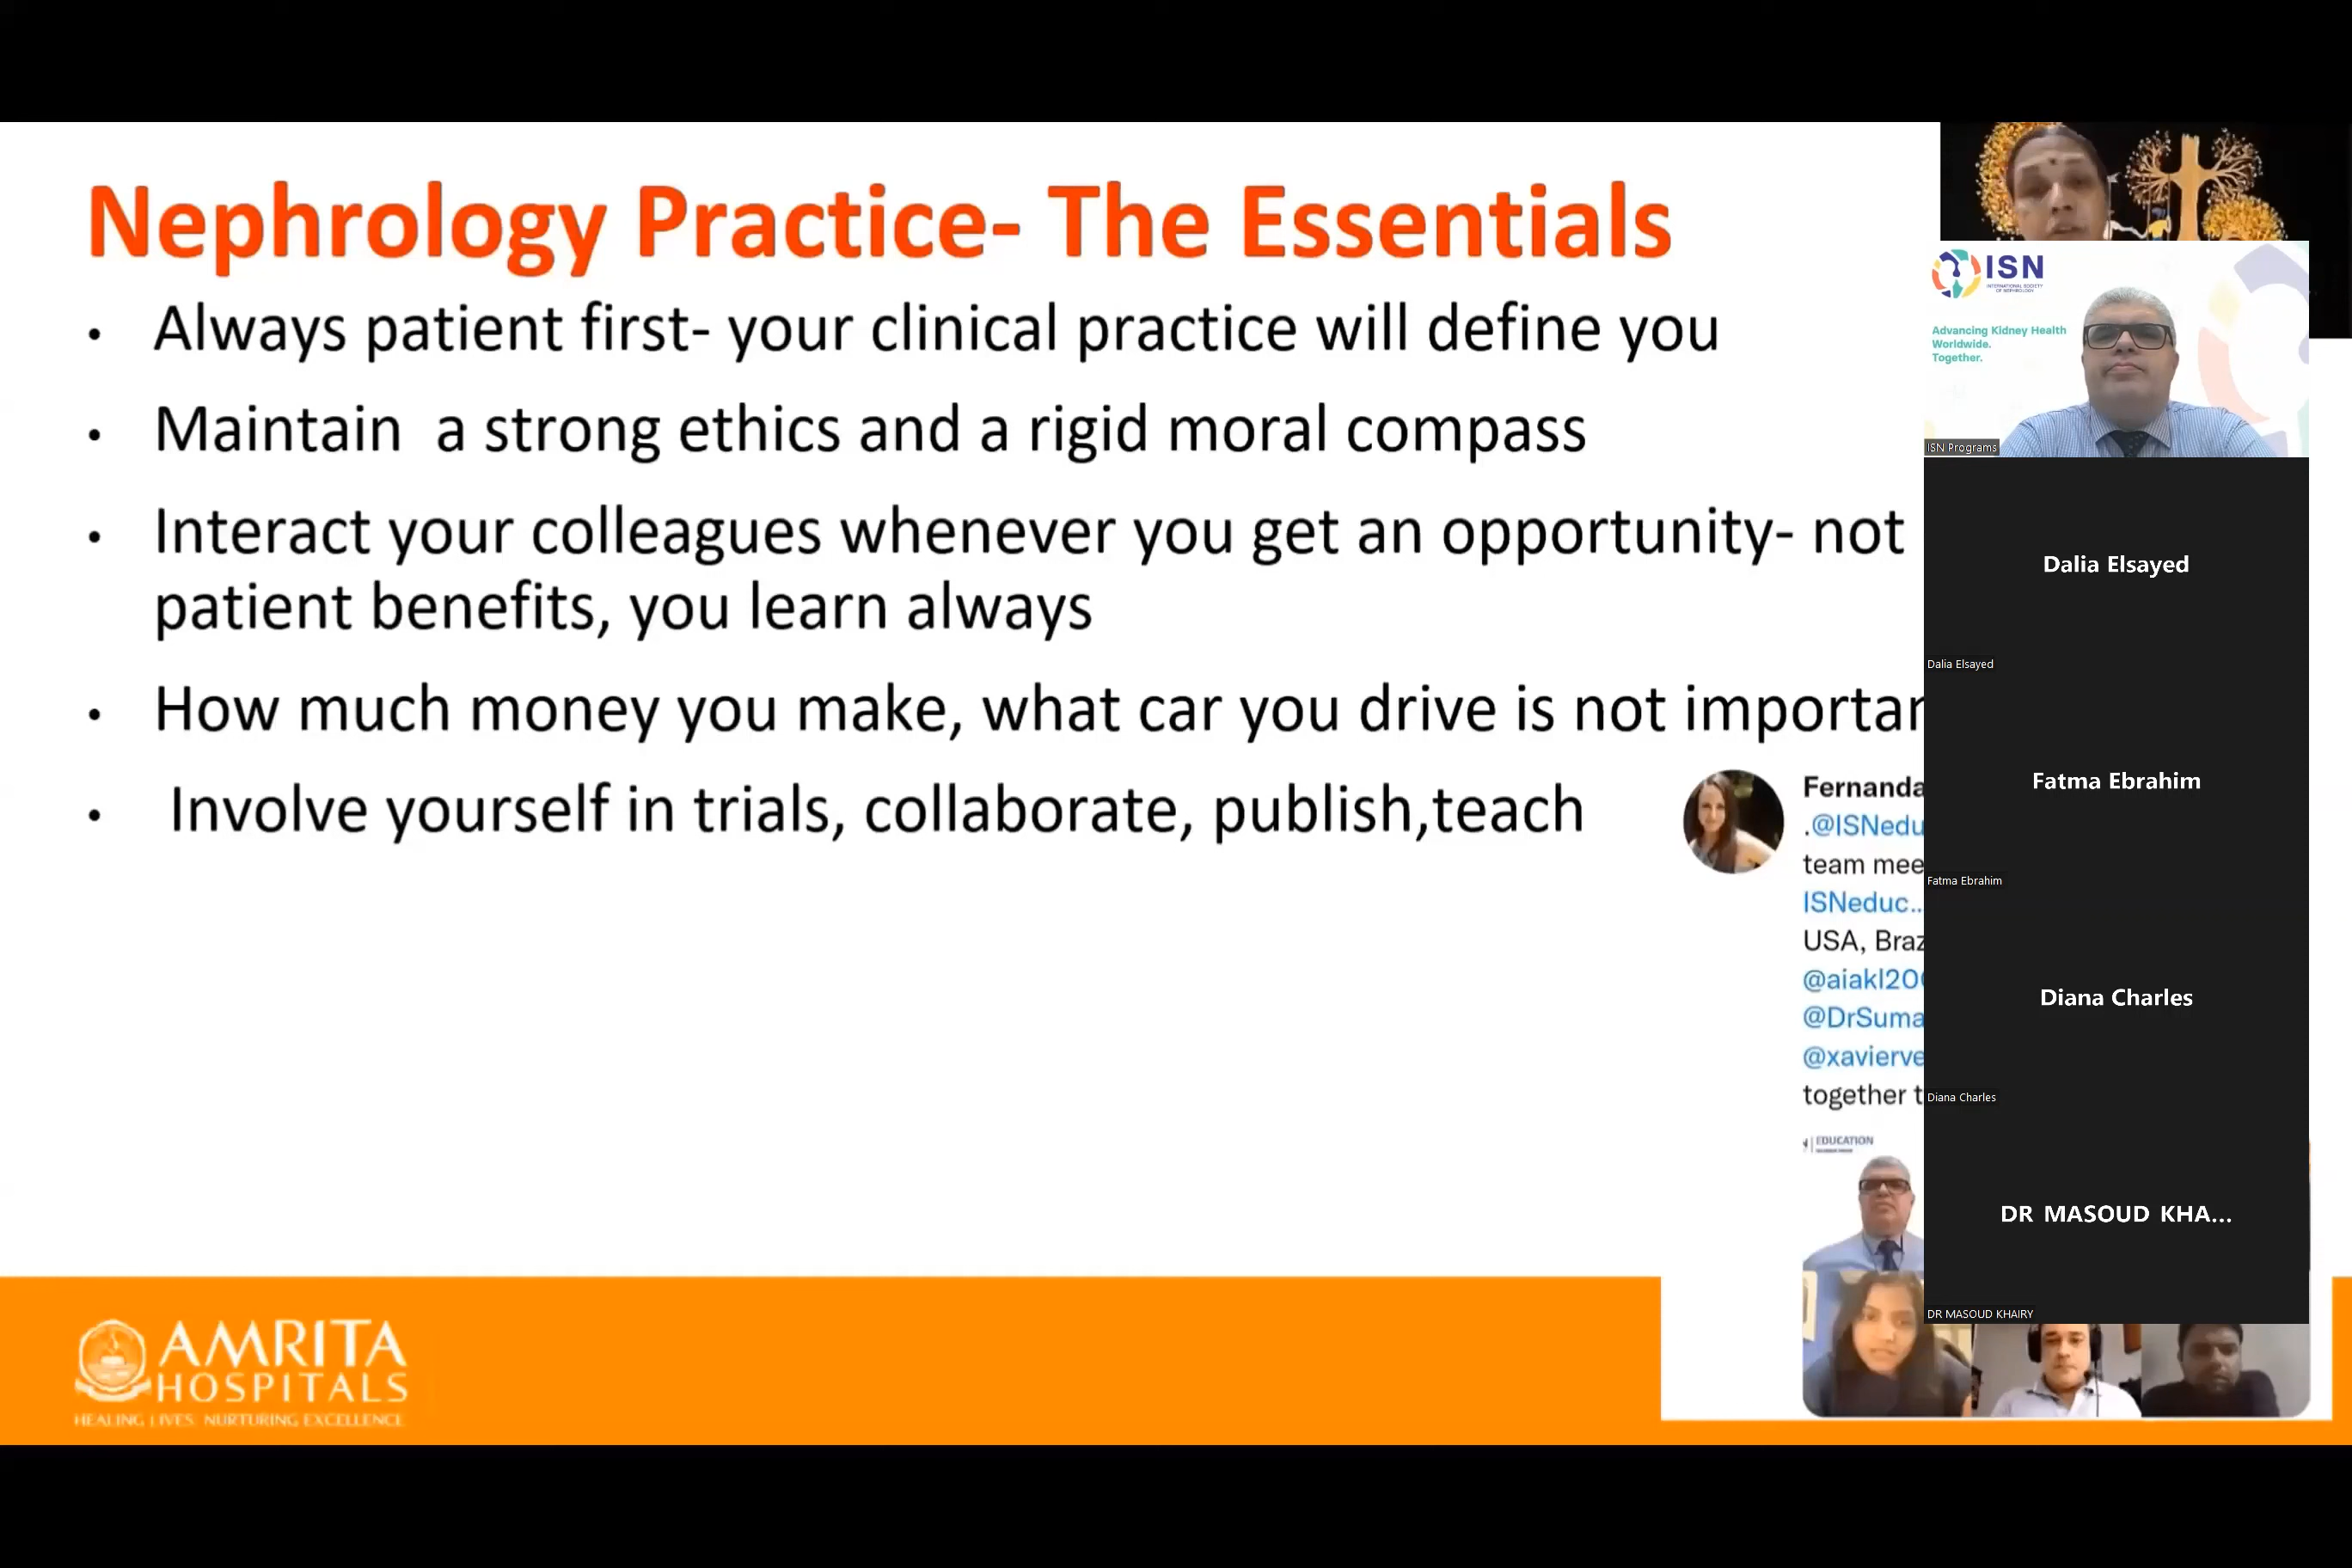 Nephrology Practice- The Essentials
• Always patient first- your clinical practice will define you
• Maintain a strong ethics and a rigid moral compass
• Interact your colleagues whenever you get an opportunity- not
patient benefits, you learn always
• How much money you make, what car you drive is not importan
• Involve yourself in trials, collaborate, publish,teach
Fernanda
.@ISNedu
team mee
ISNeduc...
USA, Braz
@aiakl20
@DrSuma
@xavierve
together t
EDUCATION
ISN
INTERNATIONAL SOCIETY
OF NEPHROLOGY
Advancing Kidney Health
Worldwide.
Together.
ISN Programs
Dalia Elsayed
Dalia Elsayed
Fatma Ebrahim
Fatma Ebrahim
Diana Charles
Diana Charles
DR MASOUD KHA...
DR MASOUD KHAIRY
AMRITA
HOSPITALS
HEALING LIVES. NURTURING EXCELLENCE